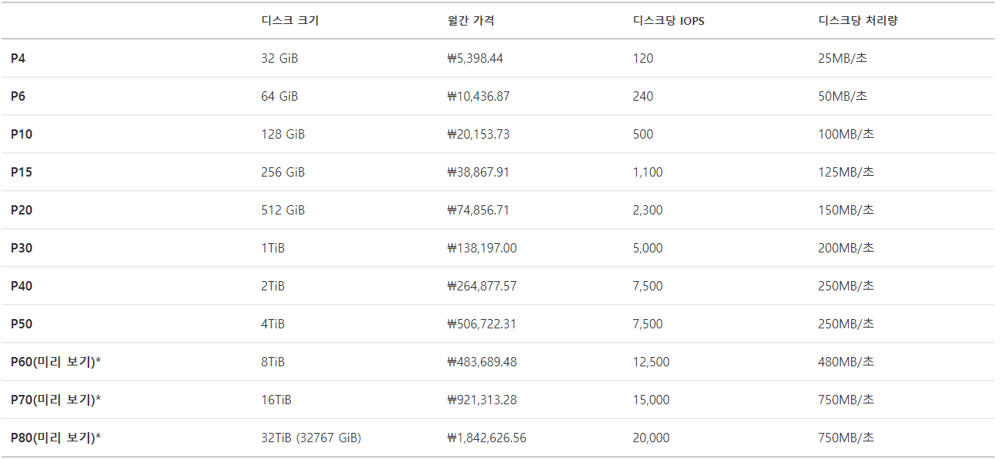 디스크 크기 월간 가격 디스크당 IOPS 디스크당 처리량
P4 32 GiB ₩5,398.44 120 25MB/초
P6 64 GiB ₩10,436.87 240 50MB/초
P10 128 GiB ₩20,153.73 500 100MB/초
P15 256 GiB ₩38,867.91 1,100 125MB/초
P20 512 GiB ₩74,856.71 2,300 150MB/초
P30 1TiB ₩138,197.00 5,000 200MB/초
P40 2TiB ₩264,877.57 7,500 250MB/초
P50 4TiB ₩506,722.31 7,500 250MB/초
P60(미리 보기)* 8TiB ₩483,689.48 12,500 480MB/초
P70(미리 보기)* 16TiB ₩921,313.28 15,000 750MB/초
P80(미리 보기)* 32TiB (32767 GiB) ₩1,842,626.56 20,000 750MB/초